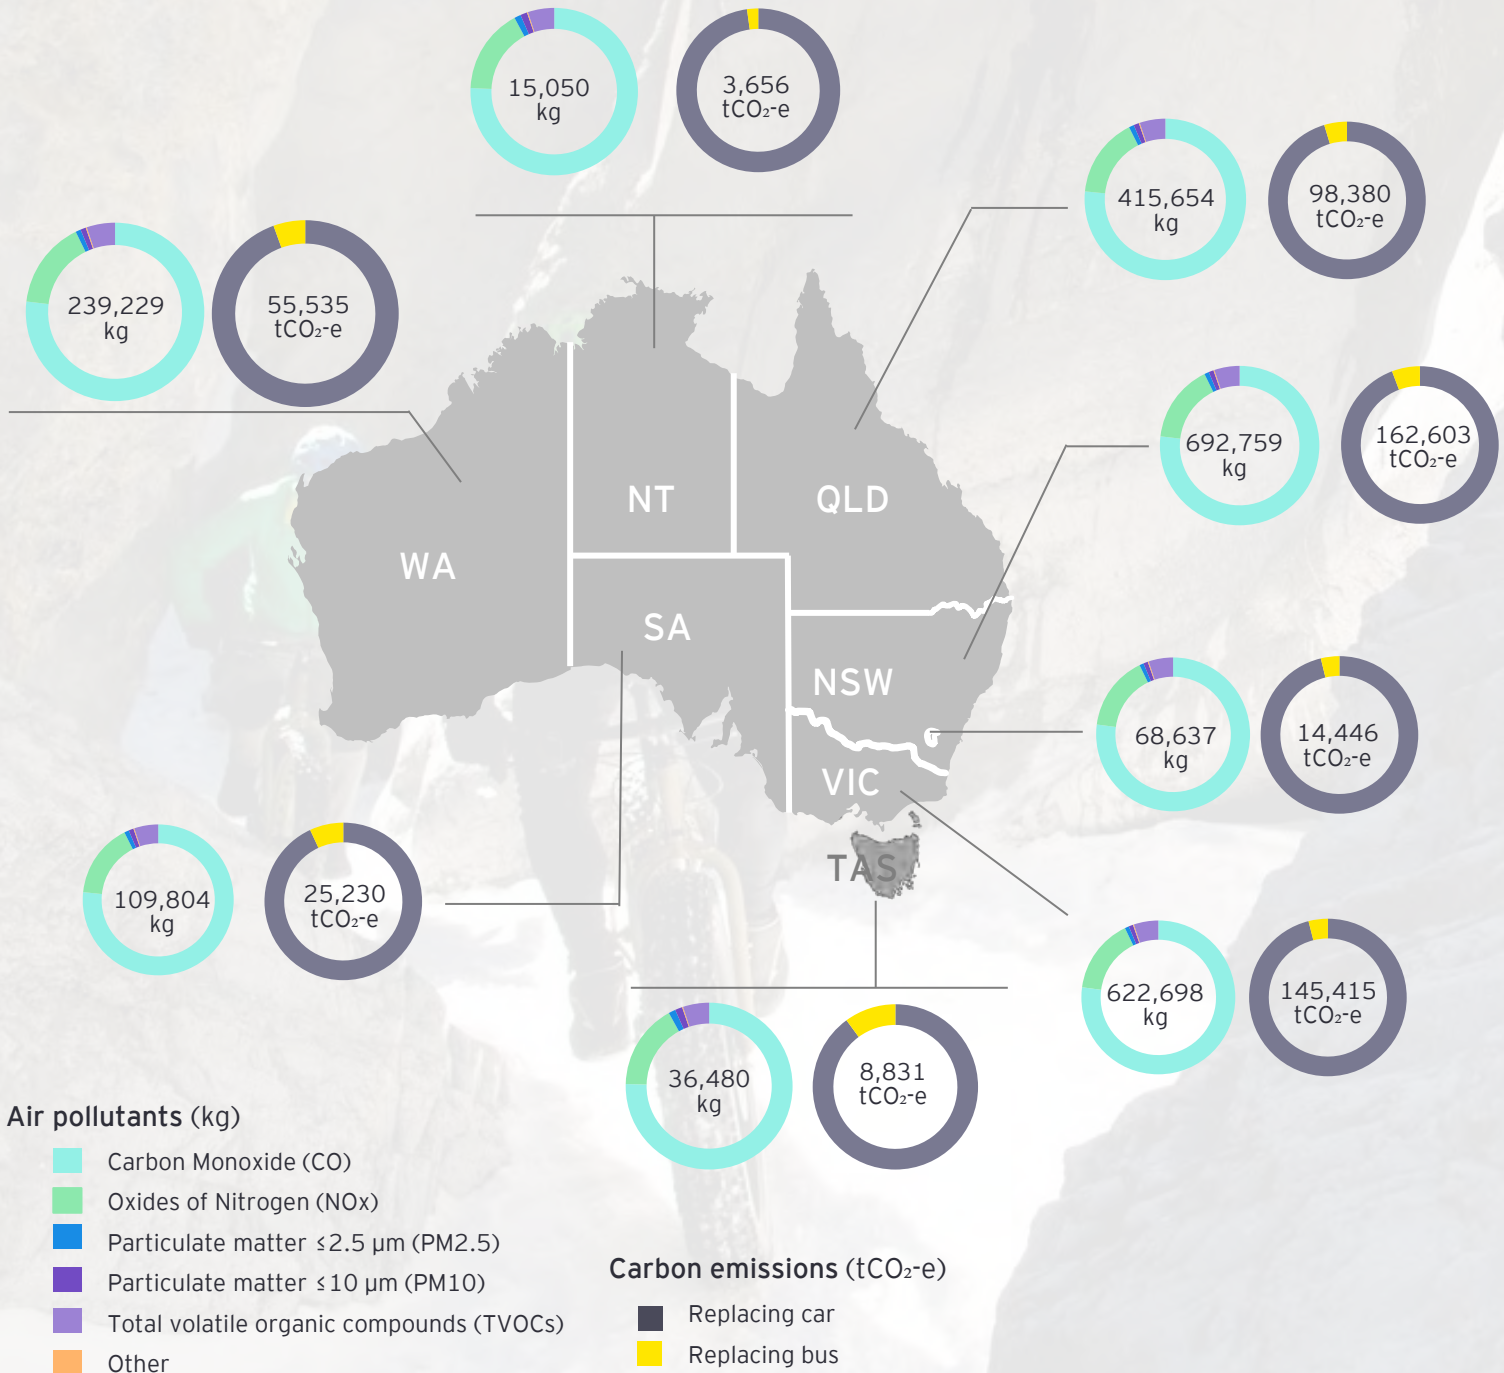 15,050
kg
3,656
tCO₂-e
415,654
kg
98,380
tCO₂-e
239,229
kg
55,535
tCO₂-e
692,759
kg
162,603
tCO₂-e
NT
QLD
WA
SA
NSW
68,637
kg
14,446
tCO₂-e
VIC
TAS
109,804
kg
25,230
tCO₂-e
622,698
kg
145,415
tCO₂-e
36,480
kg
8,831
tCO₂-e
Air pollutants (kg)
Carbon Monoxide (CO)
Oxides of Nitrogen (NOx)
Particulate matter ≤2.5 µm (PM2.5)
Particulate matter ≤10 µm (PM10)
Total volatile organic compounds (TVOCs)
Other
Carbon emissions (tCO₂-e)
Replacing car
Replacing bus